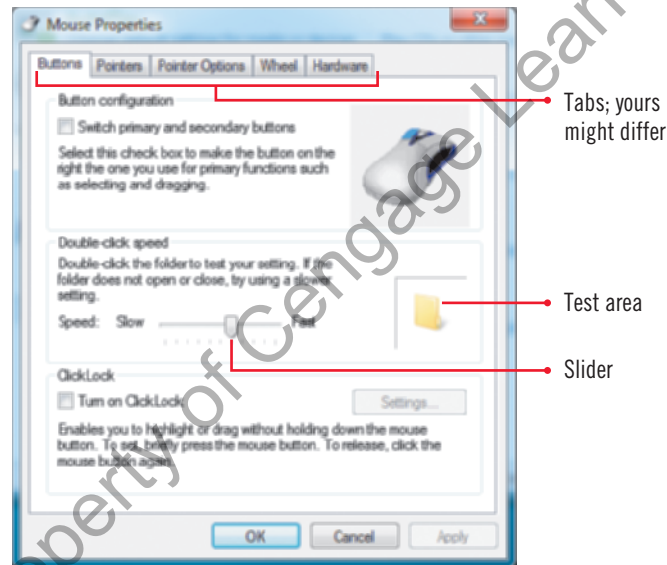 Mouse Properties
Buttons Pointers Pointer Options Wheel Hardware
Tabs; yours
might differ
Button configuration
Switch primary and secondary buttons
Select this check box to make the button on the
right the one you use for primary functions such
as selecting and dragging.
Double-click speed
Double-click the folder to test your setting. If the
folder does not open or close, try using a slower
setting.
Speed: Slow Fast
Test area
Slider
ClickLock
Turn on ClickLock
Settings...
Enables you to highlight or drag without holding down the mouse
button. To set, briefly press the mouse button. To release, click the
mouse button again.
OK Cancel Apply
operty of Cengage Learn